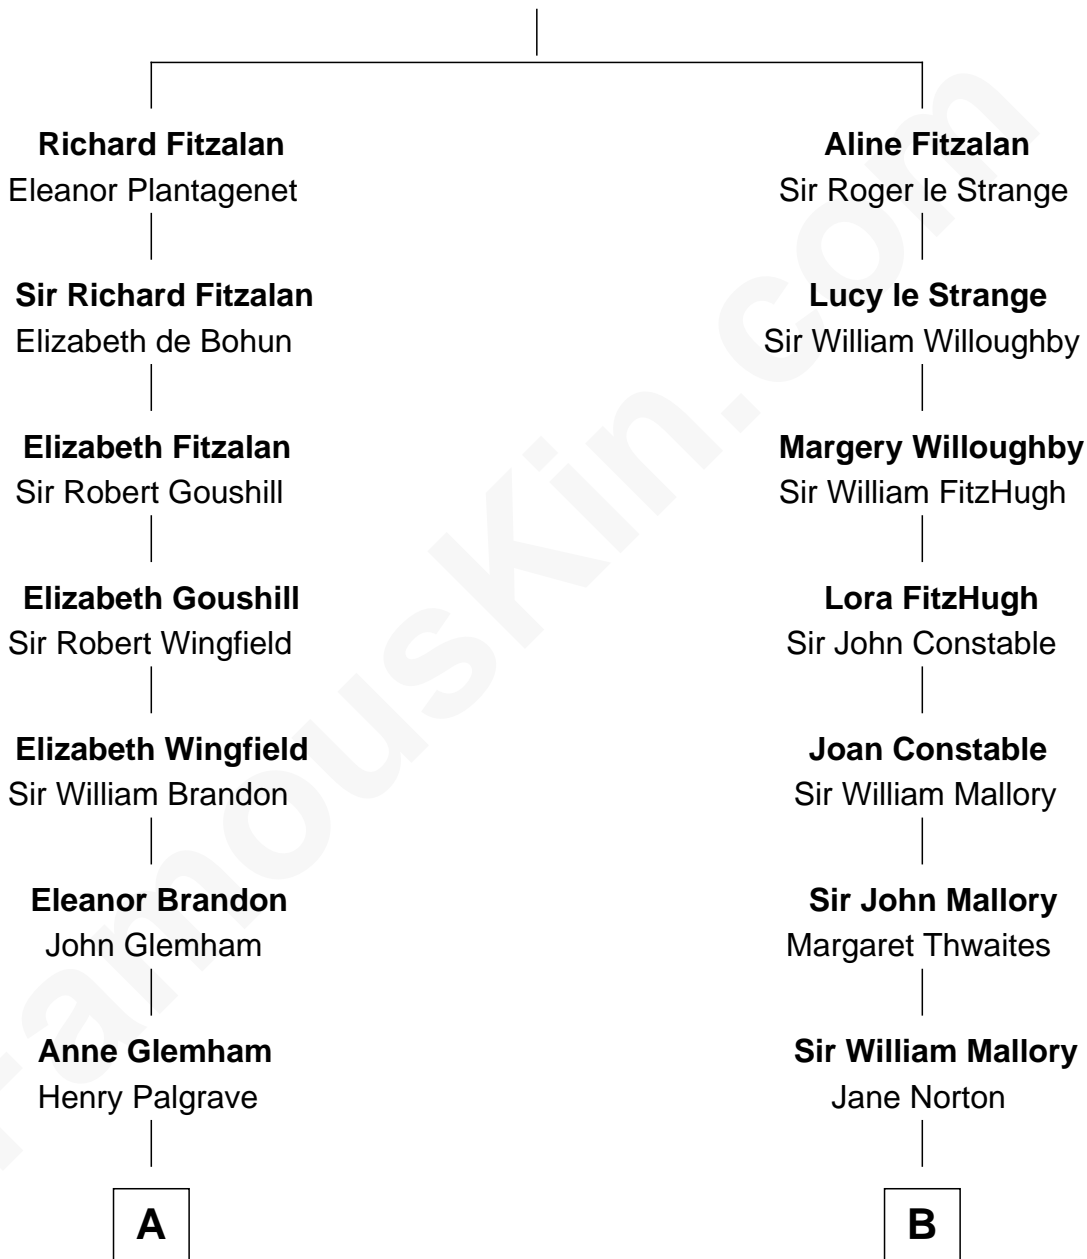 Richard Fitzalan
Eleanor Plantagenet
Sir Richard Fitzalan
Elizabeth de Bohun
Elizabeth Fitzalan
Sir Robert Goushill
Elizabeth Goushill
Sir Robert Wingfield
Elizabeth Wingfield
Sir William Brandon
Eleanor Brandon
John Glemham
Anne Glemham
Henry Palgrave
A
Aline Fitzalan
Sir Roger le Strange
Lucy le Strange
Sir William Willoughby
Margery Willoughby
Sir William FitzHugh
Lora FitzHugh
Sir John Constable
Joan Constable
Sir William Mallory
Sir John Mallory
Margaret Thwaites
Sir William Mallory
Jane Norton
B
FamousKin.com